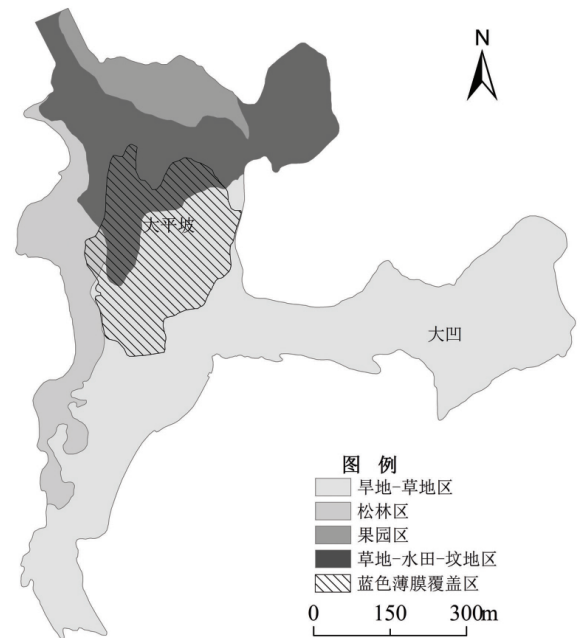 N
大平坡
大凹
图 例
旱地-草地区
松林区
果园区
草地-水田-坟地区
蓝色薄膜覆盖区
0 150 300m